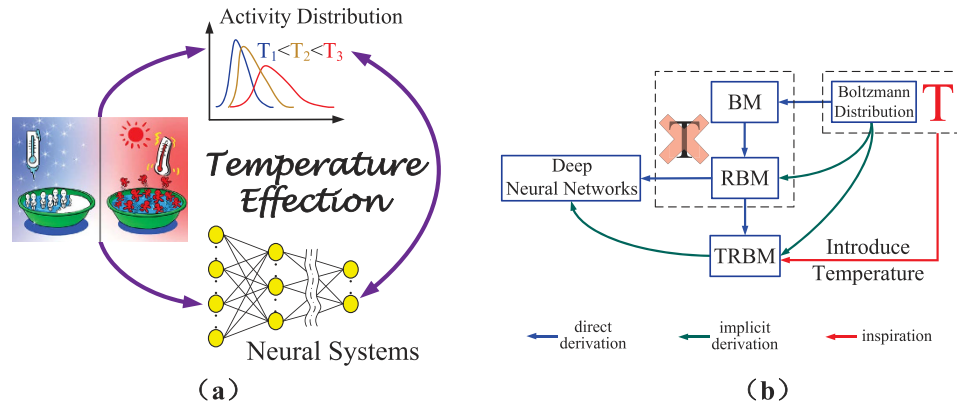 Activity Distribution
T1<T2<T3
Temperature
Effection
Neural Systems
(a)
BM
Boltzmann
Distribution
T
T
Deep
Neural Networks
RBM
TRBM
Introduce
Temperature
direct
derivation
implicit
derivation
inspiration
(b)